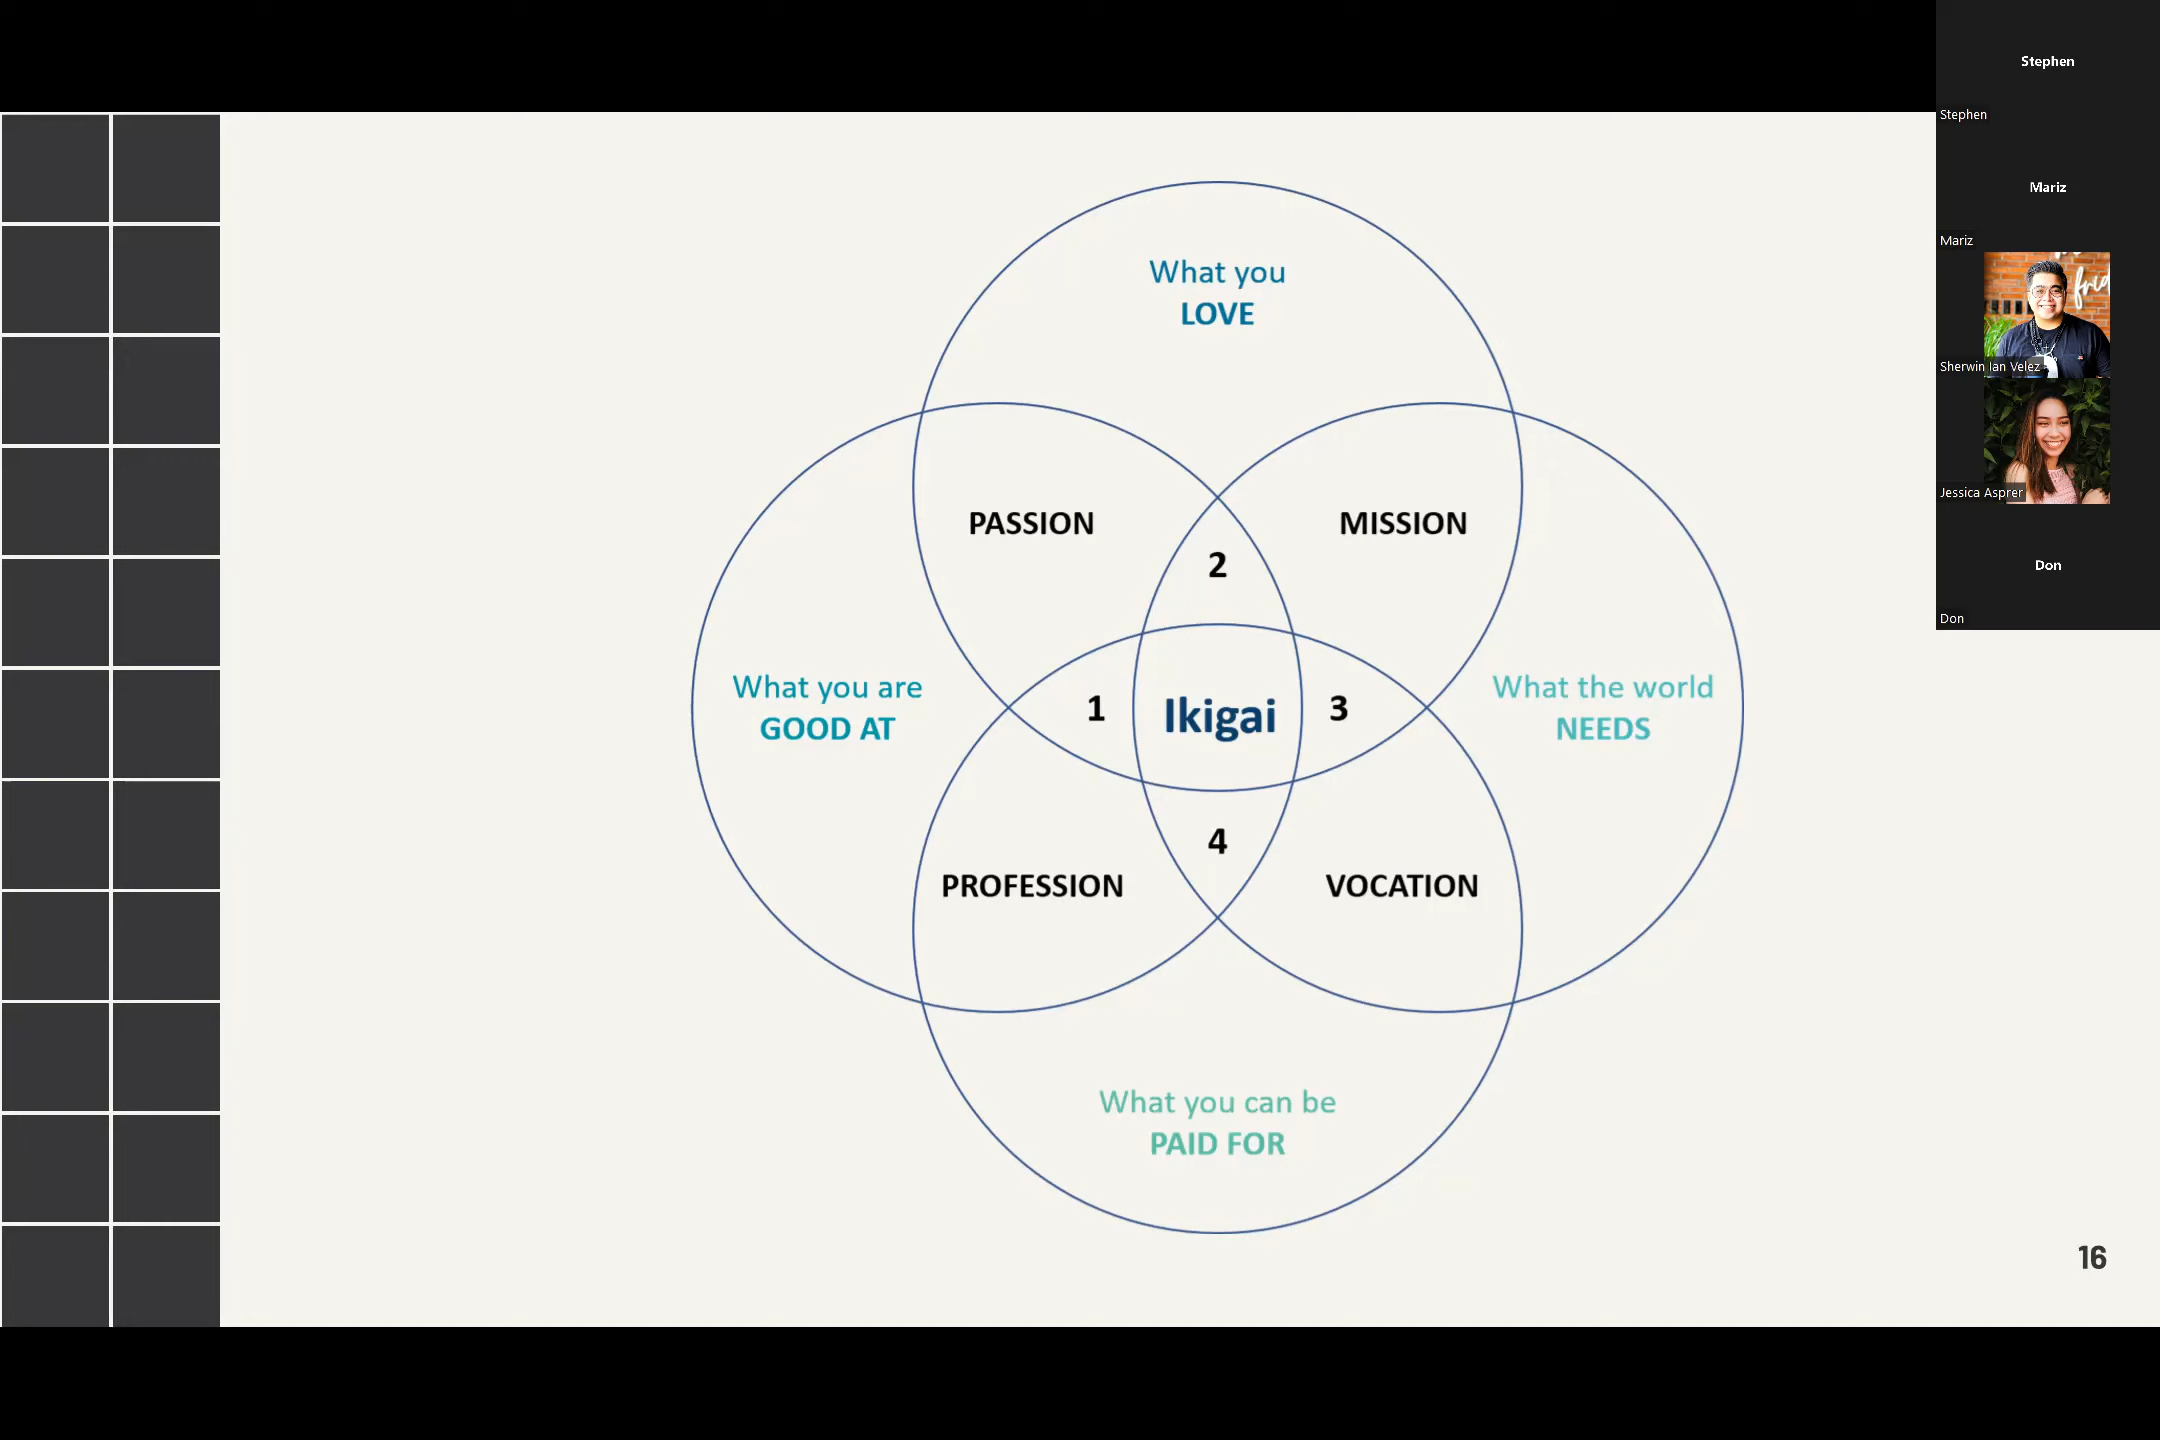 What you
LOVE
PASSION
MISSION
2
What you are
GOOD AT
1
Ikigai
3
What the world
NEEDS
4
PROFESSION
VOCATION
What you can be
PAID FOR
16
Stephen
Stephen
Mariz
Mariz
Sherwin Ian Velez
Jessica Asprer
Don
Don